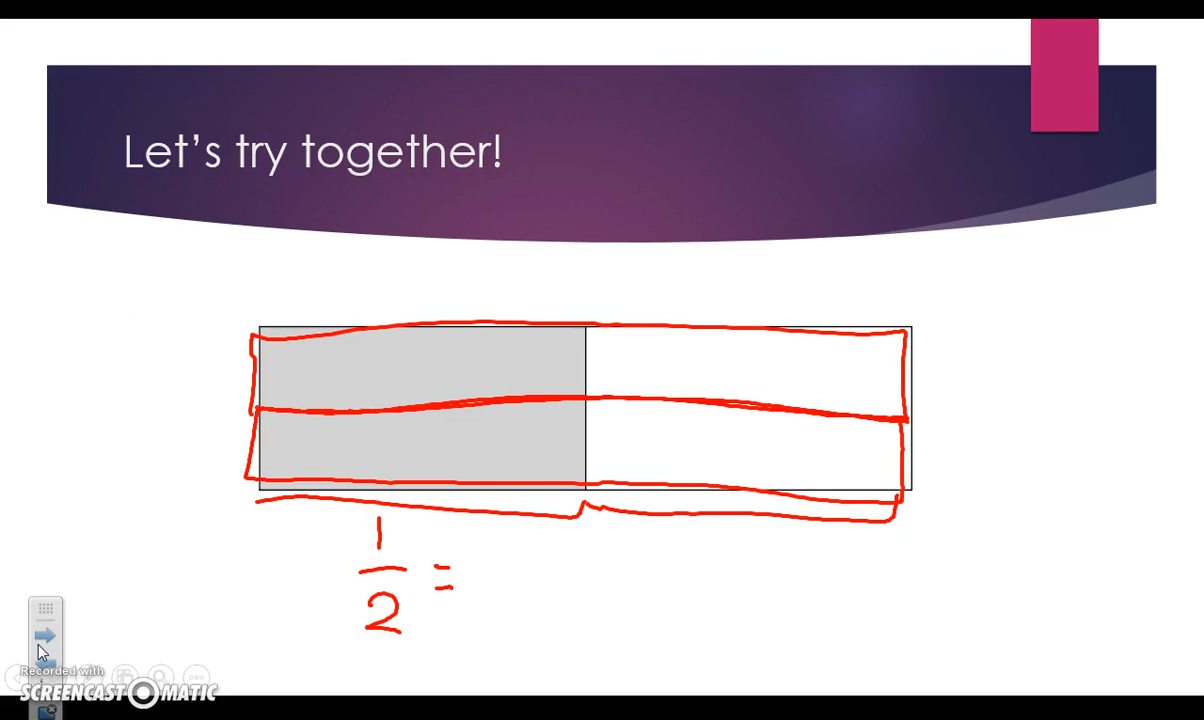 Let's try together!
1
2 =
Recorded with
SCREENCAST MATIC